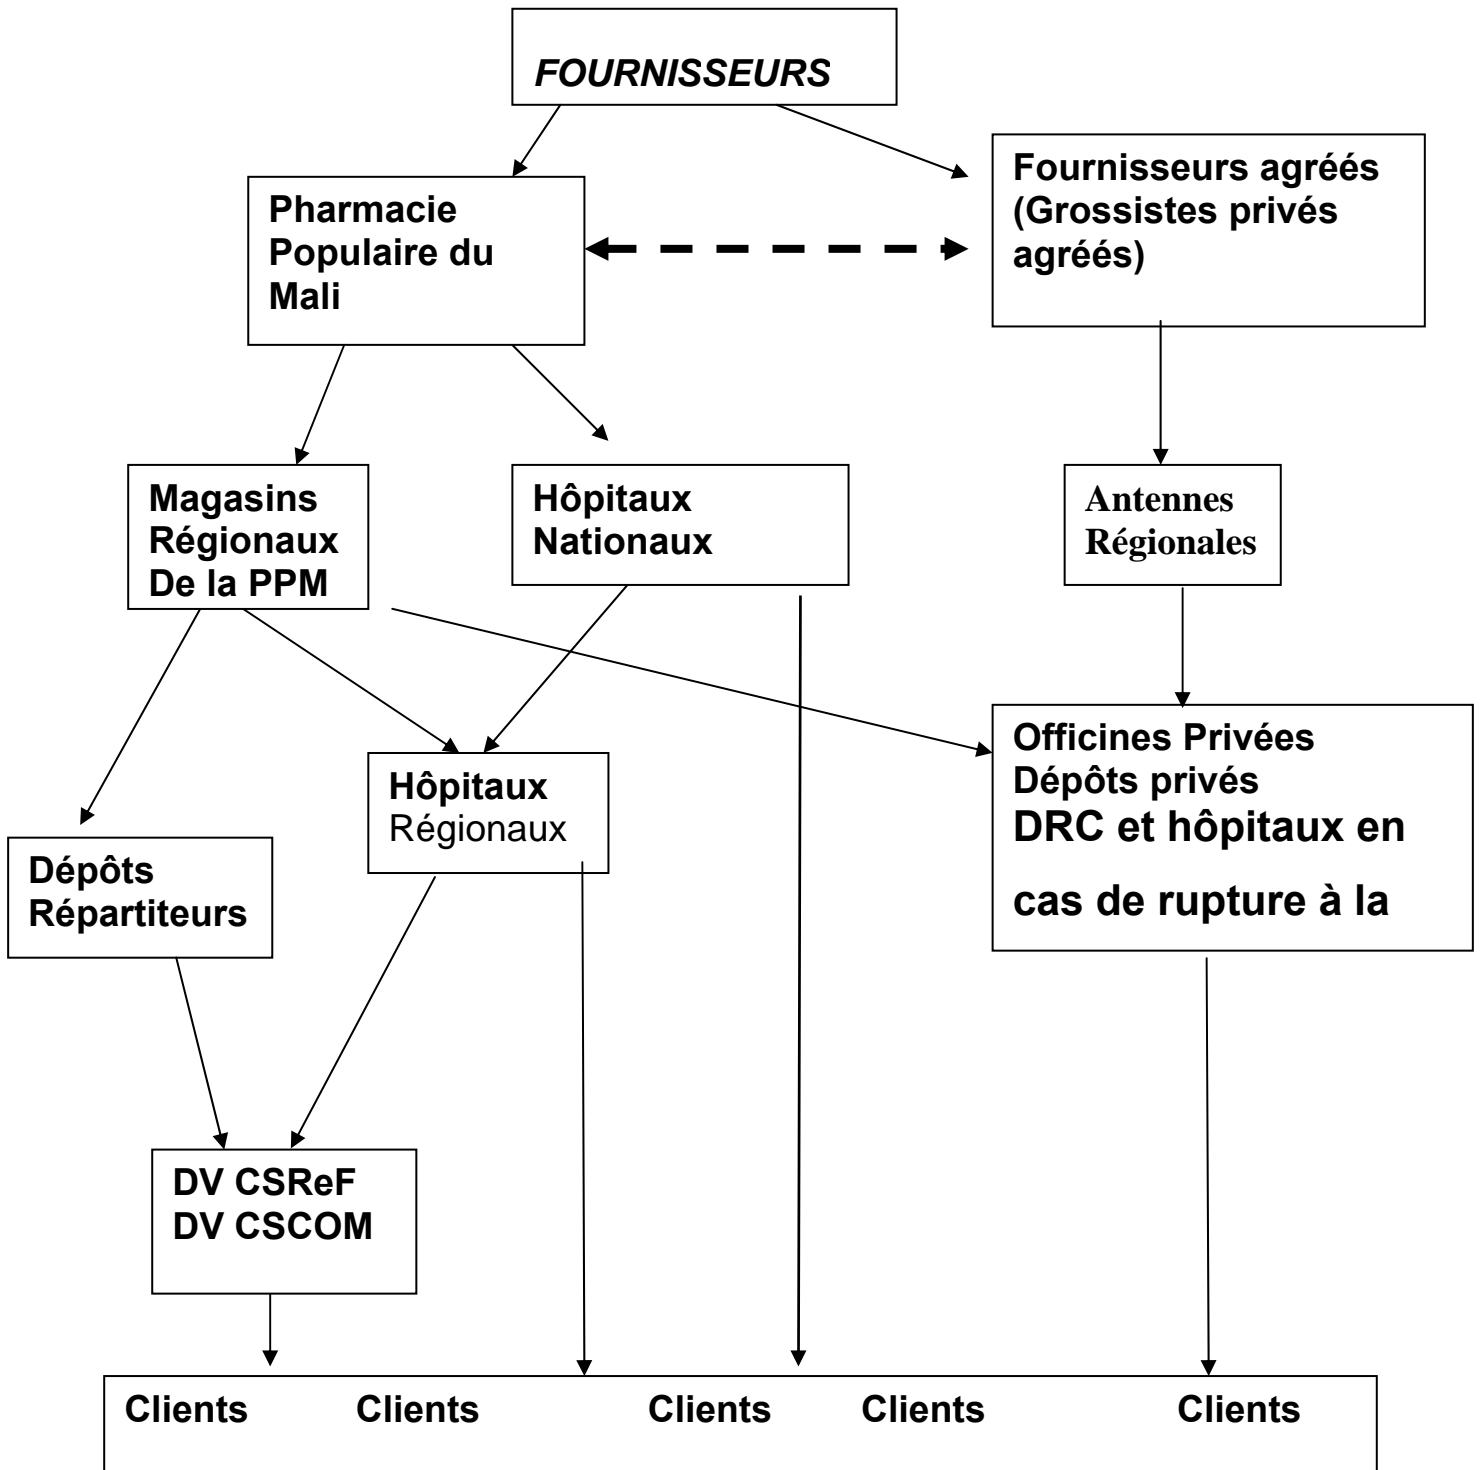 FOURNISSEURS
Fournisseurs agréés
(Grossistes privés
agréés)
Pharmacie
Populaire du
Mali
Magasins
Régionaux
De la PPM
Hôpitaux
Nationaux
Antennes
Régionales
Officines Privées
Dépôts privés
DRC et hôpitaux en
cas de rupture à la
Hôpitaux
Régionaux
Dépôts
Répartiteurs
DV CSReF
DV CSCOM
Clients Clients Clients Clients Clients